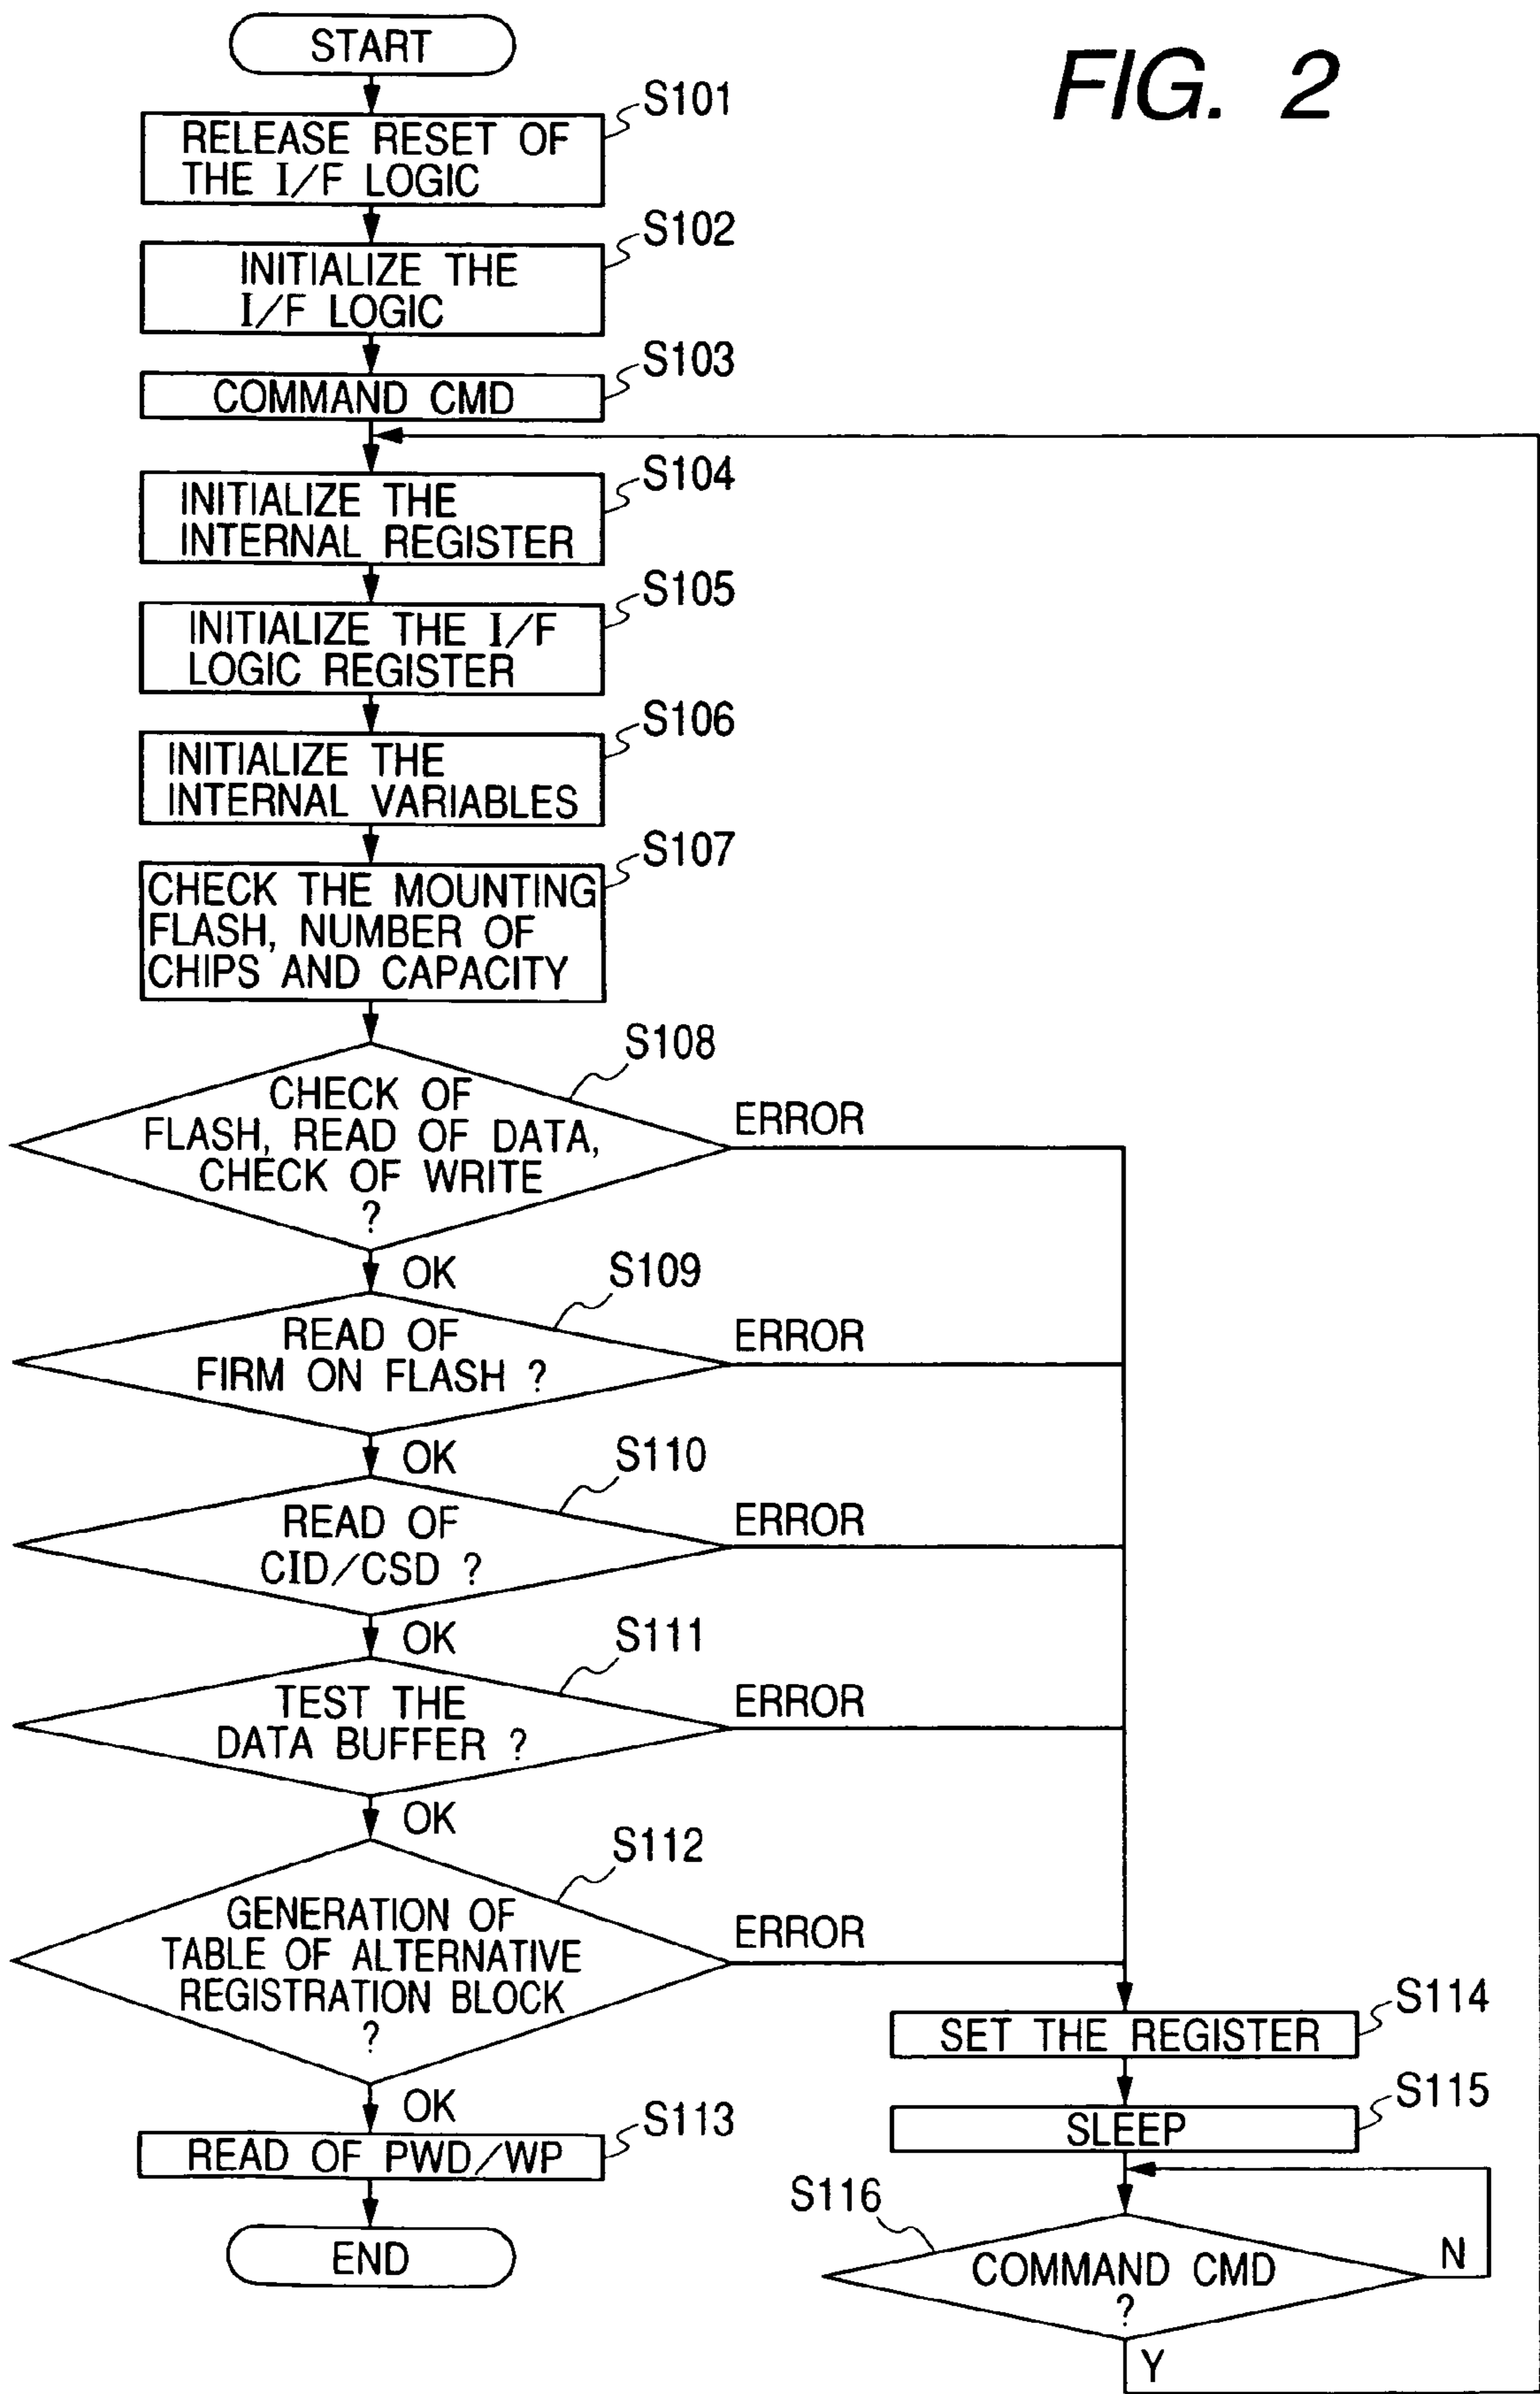 FIG. 2
START
S101
RELEASE RESET OF
THE I/F LOGIC
S102
INITIALIZE THE
I/F LOGIC
S103
COMMAND CMD
S104
INITIALIZE THE
INTERNAL REGISTER
S105
INITIALIZE THE I/F
LOGIC REGISTER
S106
INITIALIZE THE
INTERNAL VARIABLES
S107
CHECK THE MOUNTING
FLASH, NUMBER OF
CHIPS AND CAPACITY
S108
CHECK OF
FLASH, READ OF DATA,
CHECK OF WRITE
?
ERROR
OK
S109
READ OF
FIRM ON FLASH ?
ERROR
OK
S110
READ OF
CID/CSD ?
ERROR
OK
S111
TEST THE
DATA BUFFER ?
ERROR
OK
S112
GENERATION OF
TABLE OF ALTERNATIVE
REGISTRATION BLOCK
?
ERROR
OK
S113
READ OF PWD/WP
END
S114
SET THE REGISTER
S115
SLEEP
S116
COMMAND CMD
?
N
Y